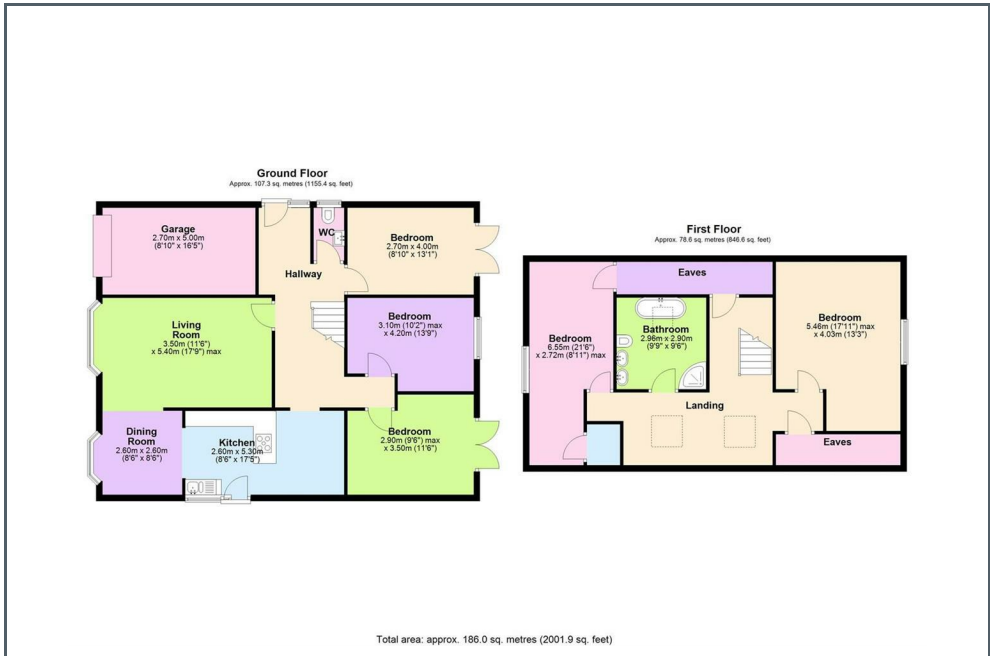 Ground Floor
Approx. 107.3 sq. metres (1155.4 sq. feet)
Garage
2.70m x 5.00m
(8'10" x 16'5")
WC
Bedroom
2.70m x 4.00m
(8'10" x 13'1")
Hallway
Living
Room
3.50m (11'6")
x 5.40m (17'9") max
Bedroom
3.10m (10'2") max
x 4.20m (13'9")
Dining
Room
2.60m x 2.60m
(8'6" x 8'6")
Kitchen
2.60m x 5.30m
(8'6" x 17'5")
Bedroom
2.90m (9'6") max
x 3.50m (11'6")
First Floor
Approx. 78.6 sq. metres (846.6 sq. feet)
Eaves
Bedroom
6.55m (21'6")
x 2.72m (8'11") max
Bathroom
2.96m x 2.90m
(9'9" x 9'6")
Bedroom
5.46m (17'11") max
x 4.03m (13'3")
Landing
Eaves
Total area: approx. 186.0 sq. metres (2001.9 sq. feet)